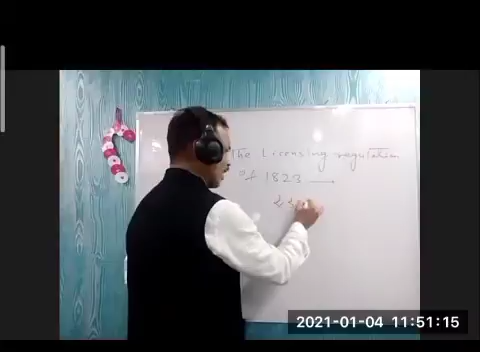 The Licensing regulation
of 1823 —
2021-01-04 11:51:15